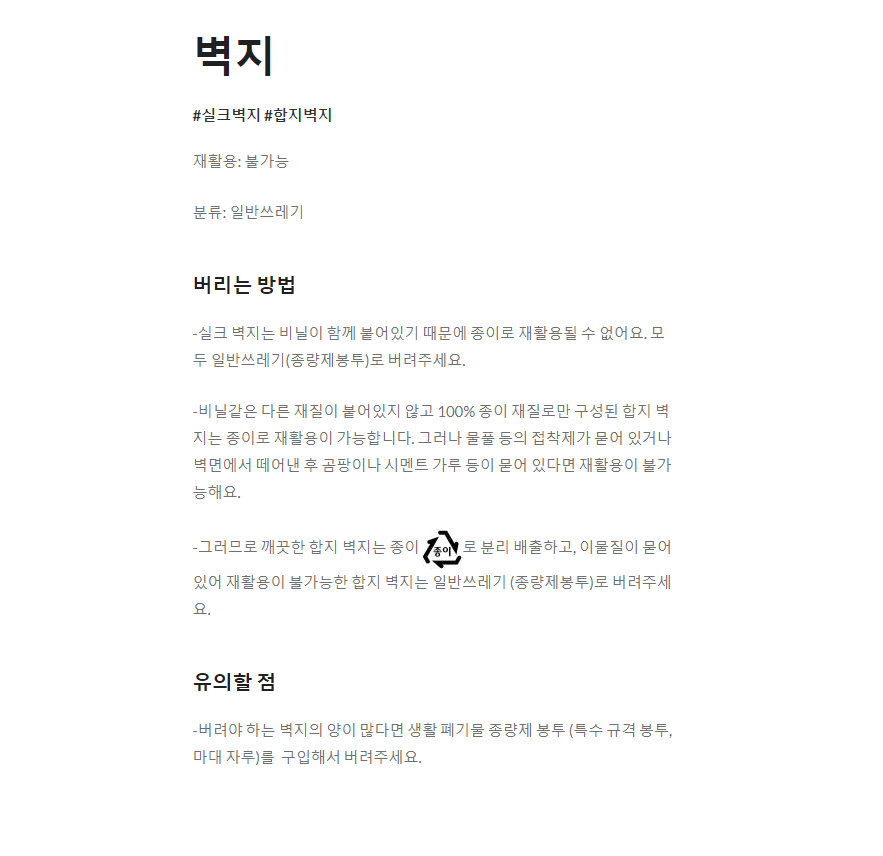 벽지
#실크벽지 #합지벽지
재활용: 불가능
분류: 일반쓰레기
버리는 방법
-실크 벽지는 비닐이 함께 붙어있기 때문에 종이로 재활용될 수 없어요. 모
두 일반쓰레기(종량제봉투)로 버려주세요.
-비닐같은 다른 재질이 붙어있지 않고 100% 종이 재질로만 구성된 합지 벽
지는 종이로 재활용이 가능합니다. 그러나 물풀 등의 접착제가 묻어 있거나
벽면에서 떼어낸 후 곰팡이나 시멘트 가루 등이 묻어 있다면 재활용이 불가
능해요.
-그러므로 깨끗한 합지 벽지는 종이 종이 로 분리 배출하고, 이물질이 묻어
있어 재활용이 불가능한 합지 벽지는 일반쓰레기 (종량제봉투)로 버려주세
요.
유의할 점
-버려야 하는 벽지의 양이 많다면 생활 폐기물 종량제 봉투 (특수 규격 봉투,
마대 자루)를 구입해서 버려주세요.